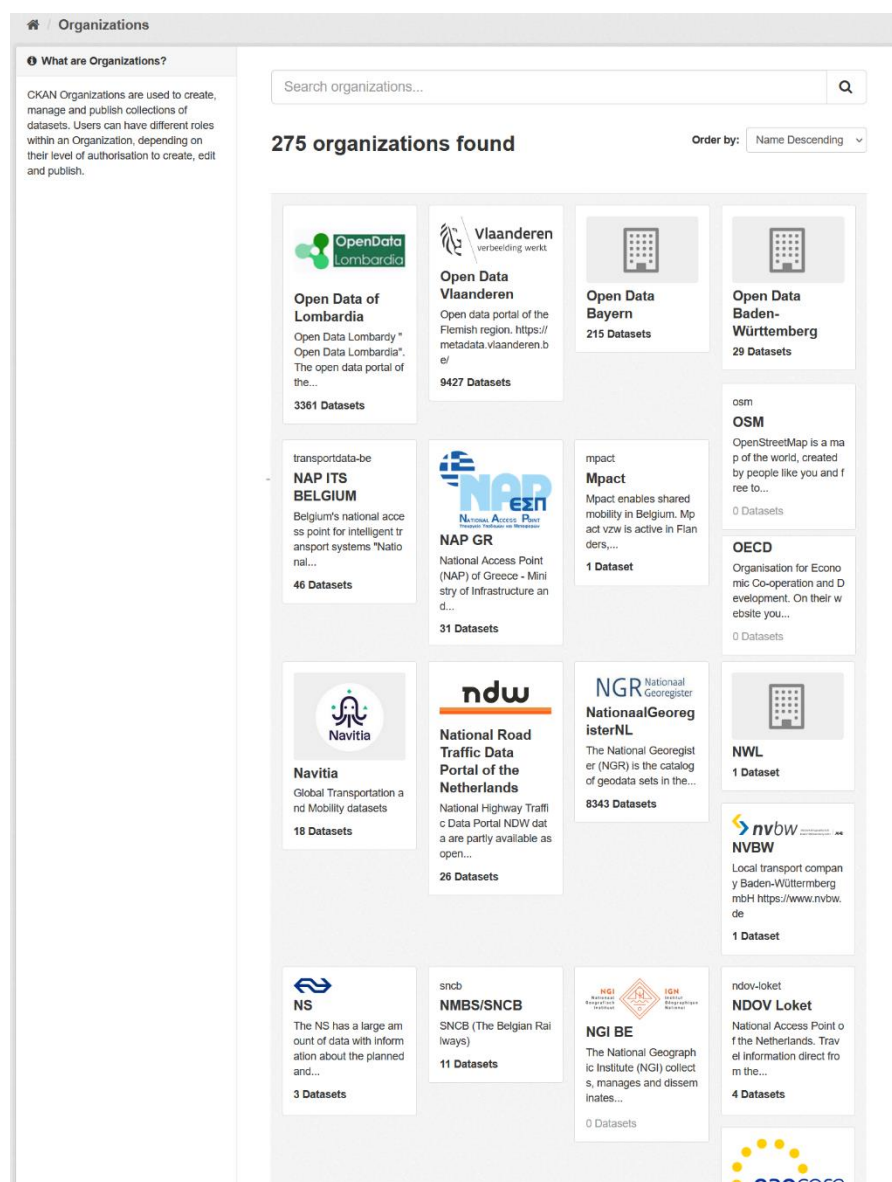 Organizations
What are Organizations?
CKAN Organizations are used to create,
manage and publish collections of
datasets. Users can have different roles
within an Organization, depending on
their level of authorisation to create, edit
and publish.
Search organizations...
275 organizations found
Order by:
Name Descending
OpenData
Lombardia
Open Data of
Lombardia
Open Data Lombardy "
Open Data Lombardia".
The open data portal of
the...
3361 Datasets
Vlaanderen
verbeelding werkt
Open Data
Vlaanderen
Open data portal of the
Flemish region. https://
metadata.vlaanderen.b
e/
9427 Datasets
Open Data
Bayern
215 Datasets
Open Data
Baden-
Württemberg
29 Datasets
osm
OSM
OpenStreetMap is a ma
p of the world, created
by people like you and f
ree to...
0 Datasets
transportdata-be
NAP ITS
BELGIUM
Belgium's national acce
ss point for intelligent tr
ansport systems "Natio
nal...
46 Datasets
NAP
ΕΣΠ
NATIONAL ACCESS POINT
NAP GR
National Access Point
(NAP) of Greece - Mini
stry of Infrastructure an
d...
31 Datasets
mpact
Mpact
Mpact enables shared
mobility in Belgium. Mp
act vzw is active in Flan
ders,...
1 Dataset
OECD
Organisation for Econo
mic Co-operation and D
evelopment. On their w
ebsite you...
0 Datasets
Navitia
Navitia
Global Transportation a
nd Mobility datasets
18 Datasets
ndw
National Road
Traffic Data
Portal of the
Netherlands
National Highway Traffi
c Data Portal NDW dat
a are partly available as
open...
26 Datasets
NGR Nationaal
Georegister
NationaalGeoreg
isterNL
The National Georegist
er (NGR) is the catalog
of geodata sets in the...
8343 Datasets
NWL
1 Dataset
nvbw
NVBW
Local transport compan
y Baden-Wüttermberg
mbH https://www.nvbw.
de
1 Dataset
NS
The NS has a large am
ount of data with inform
ation about the planned
and...
3 Datasets
sncb
NMBS/SNCB
SNCB (The Belgian Rai
lways)
11 Datasets
NGI
Nationaal
Geografisch
Instituut
IGN
Institut
Géographique
National
NGI BE
The National Geograph
ic Institute (NGI) collect
s, manages and dissem
inates...
0 Datasets
ndov-loket
NDOV Loket
National Access Point o
f the Netherlands. Trav
el information direct fro
m the...
4 Datasets